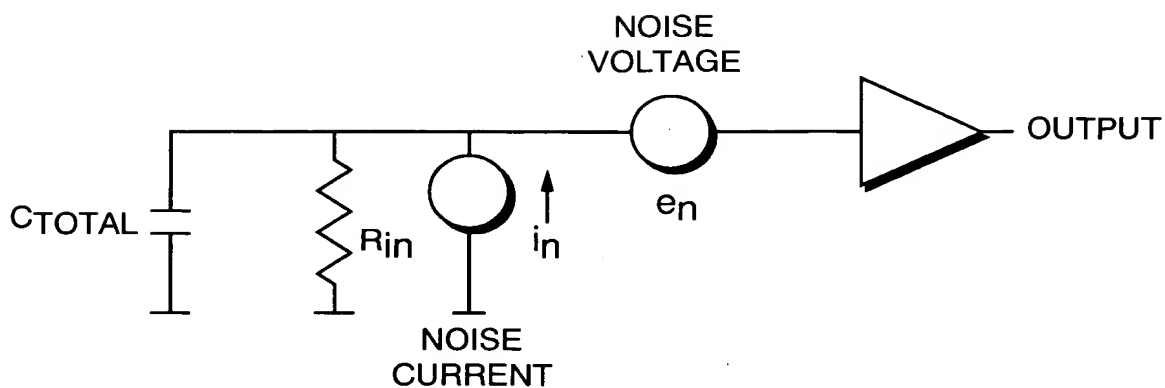 NOISE
VOLTAGE
OUTPUT
en
CTOTAL
Rin
in
NOISE
CURRENT